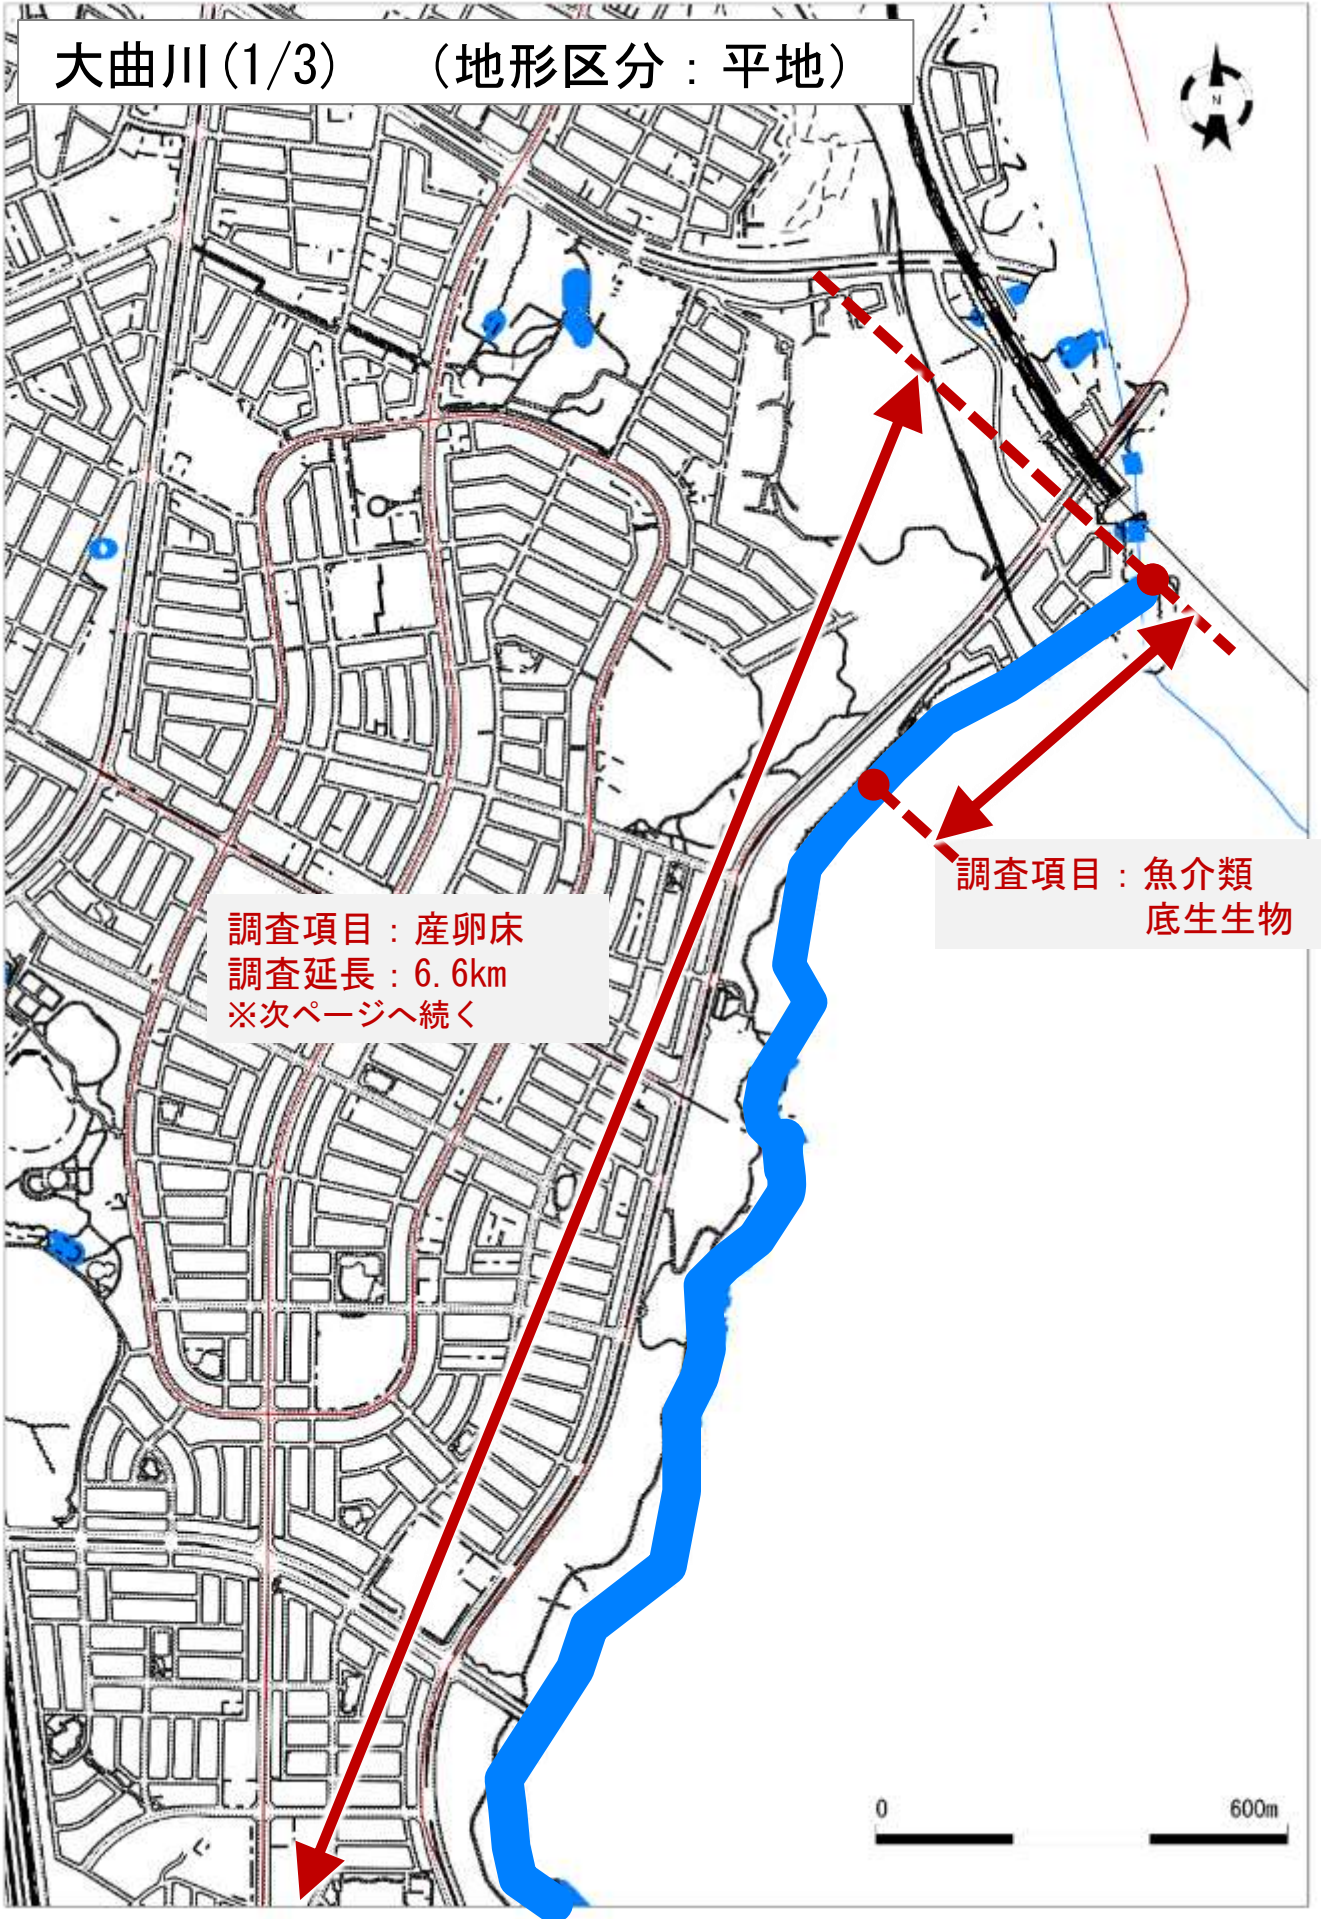 大曲川(1/3) (地形区分：平地)
N
調査項目：魚介類
底生生物
調査項目：産卵床
調査延長：6.6km
※次ページへ続く
0 600m